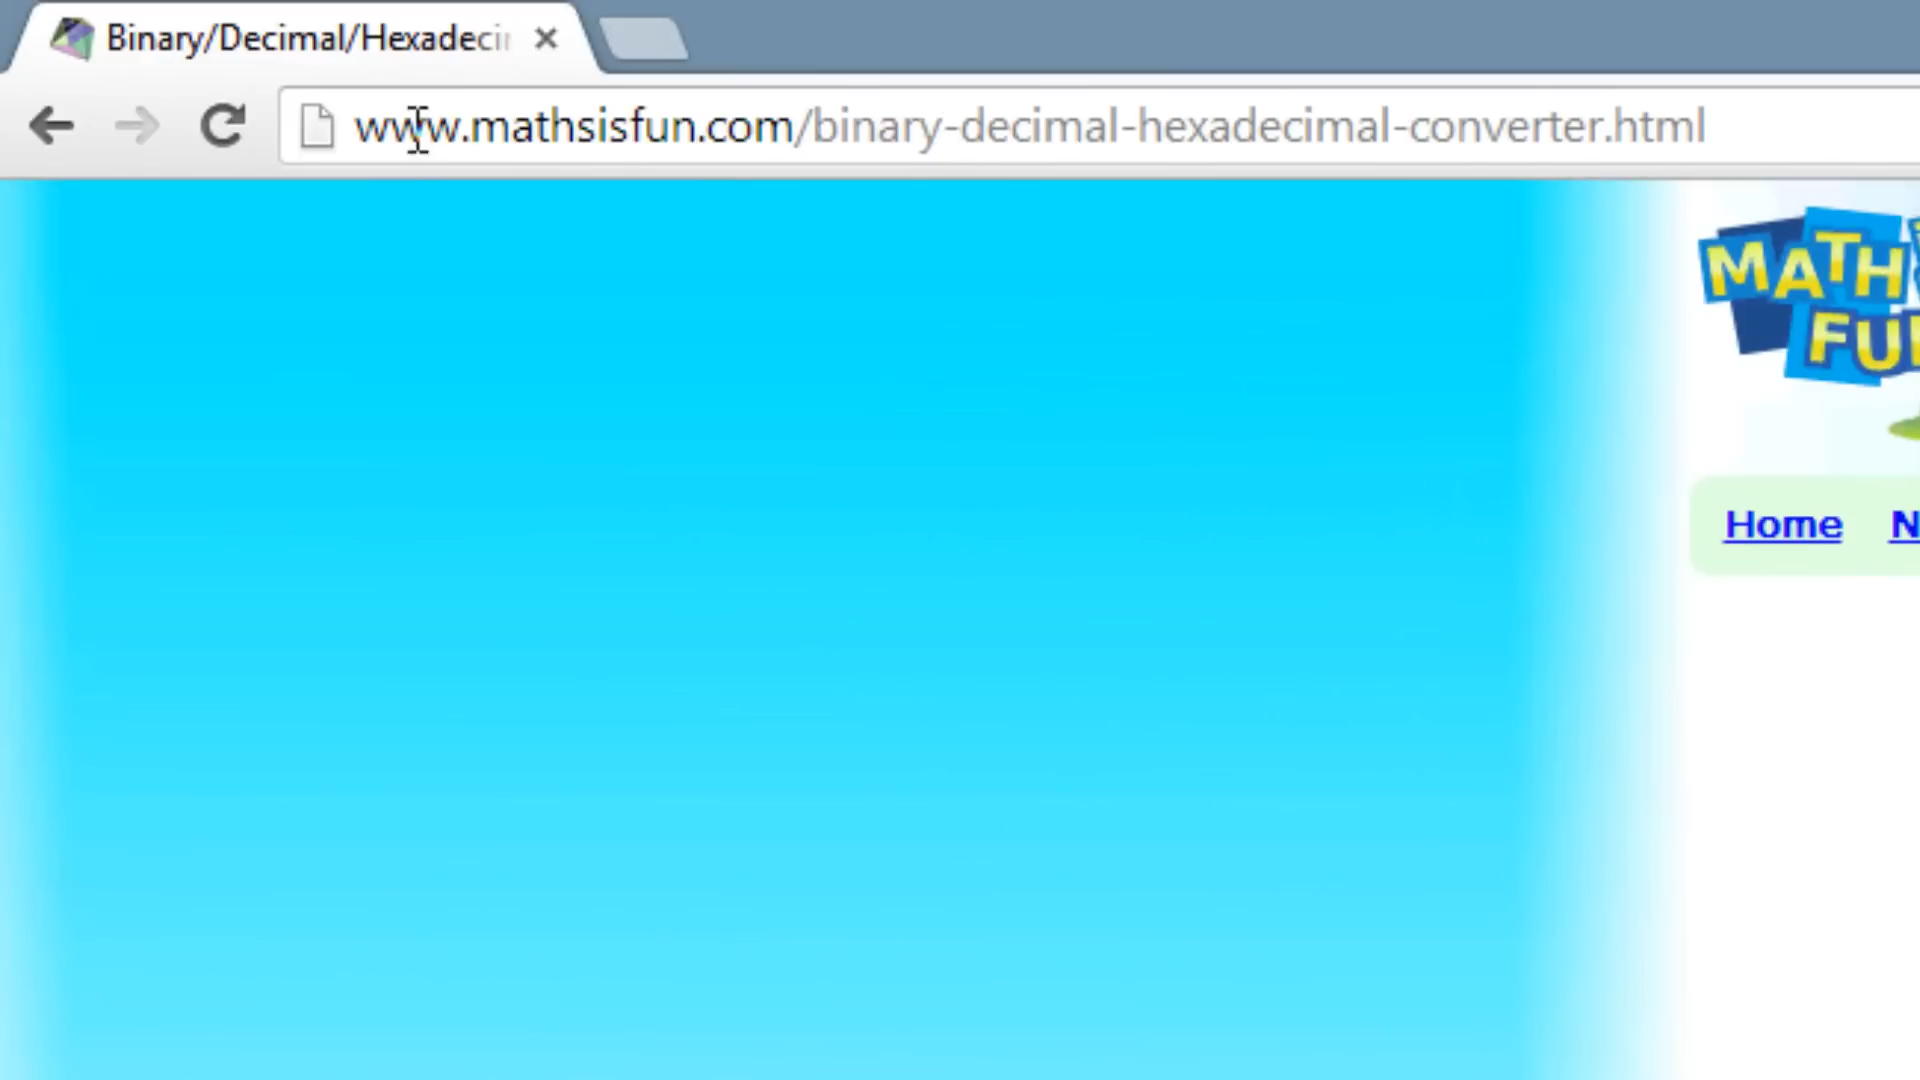 Binary/Decimal/Hexadeci
www.mathsisfun.com/binary-decimal-hexadecimal-converter.html
MATH
FU
Home N